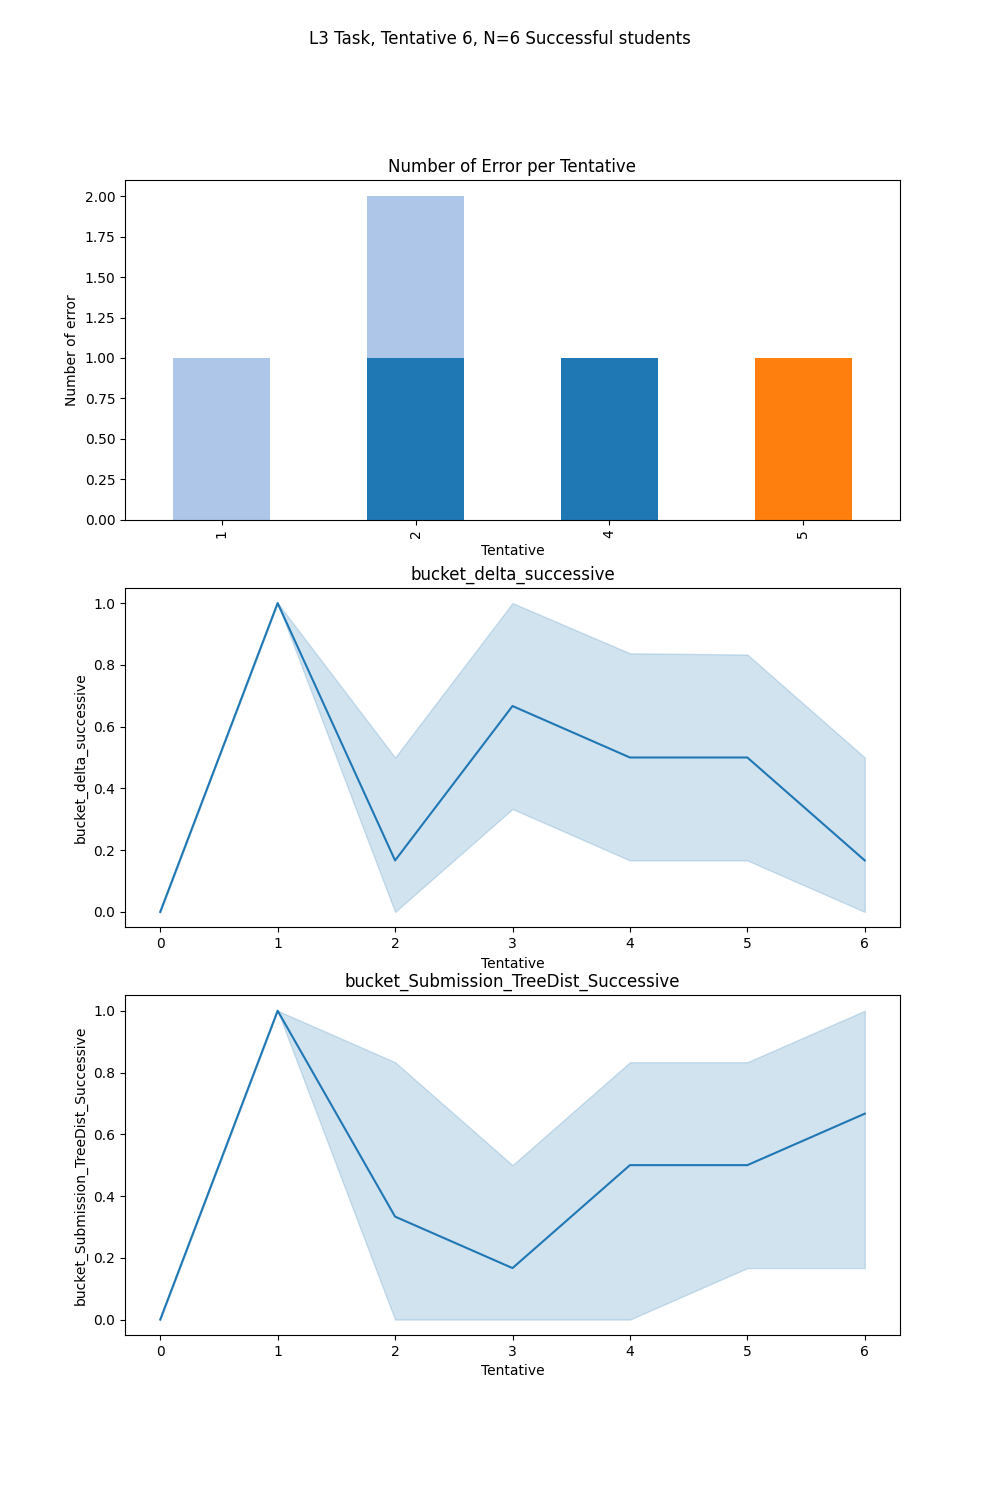 L3 Task, Tentative 6, N=6 Successful students
Number of Error per Tentative
Number of error
2.00
1.75
1.50
1.25
1.00
0.75
0.50
0.25
0.00
1 2 4 5
Tentative
bucket_delta_successive
bucket_delta_successive
1.0
0.8
0.6
0.4
0.2
0.0
0 1 2 3 4 5 6
Tentative
bucket_Submission_TreeDist_Successive
bucket_Submission_TreeDist_Successive
1.0
0.8
0.6
0.4
0.2
0.0
0 1 2 3 4 5 6
Tentative